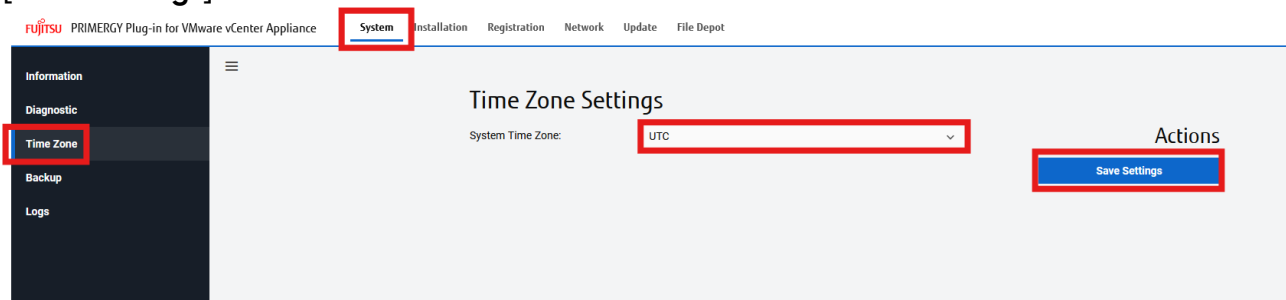 FUJITSU PRIMERGY Plug-in for VMware vCenter Appliance System Installation Registration Network Update File Depot
Information
Diagnostic
Time Zone
Backup
Logs
Time Zone Settings
System Time Zone: UTC
Actions
Save Settings